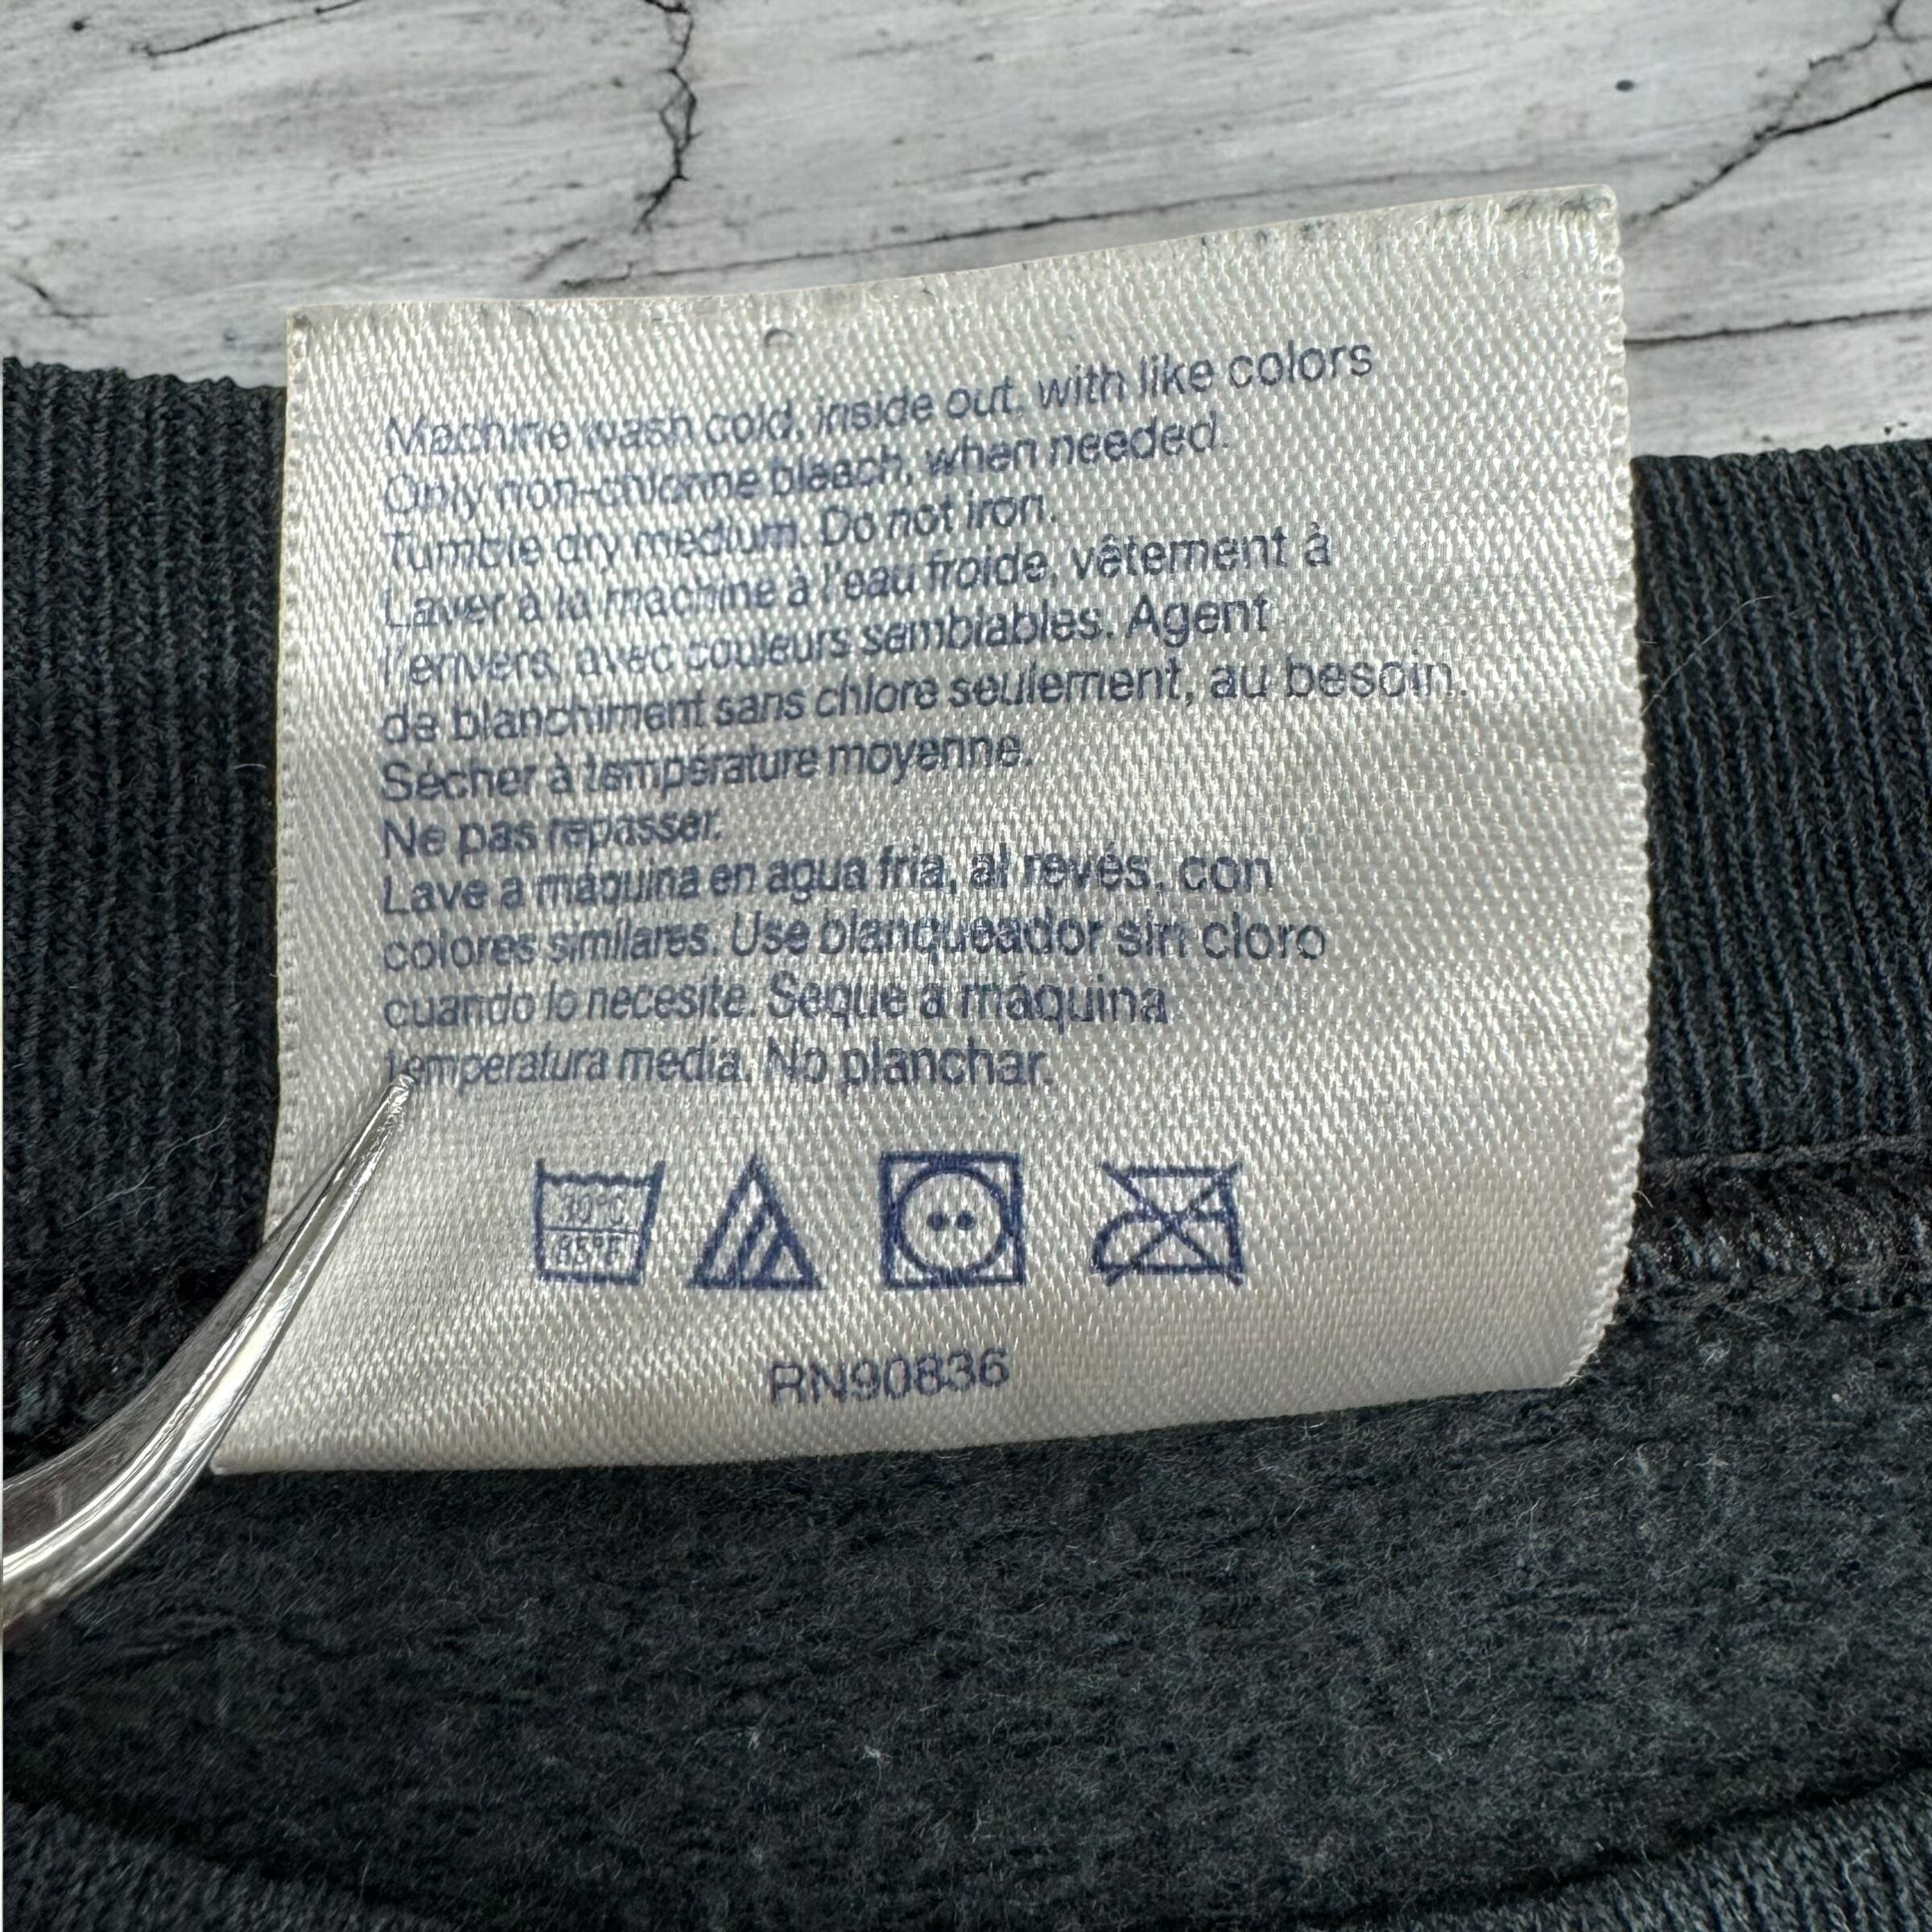 Machine wash cold, inside out, with like colors
Only non-chlorine bleach, when needed.
Tumble dry medium. Do not iron.
Laver à la machine à l'eau froide, vêtement à
l'envers, avec couleurs semblables. Agent
de blanchiment sans chlore seulement, au besoin.
Sécher à température moyenne.
Ne pas repasser.
Lave a máquina en agua fria, al revés, con
colores similares. Use blanqueador sin cloro
cuando lo necesite. Seque a máquina
temperatura media. No planchar.
30°C
85°F
RN90836